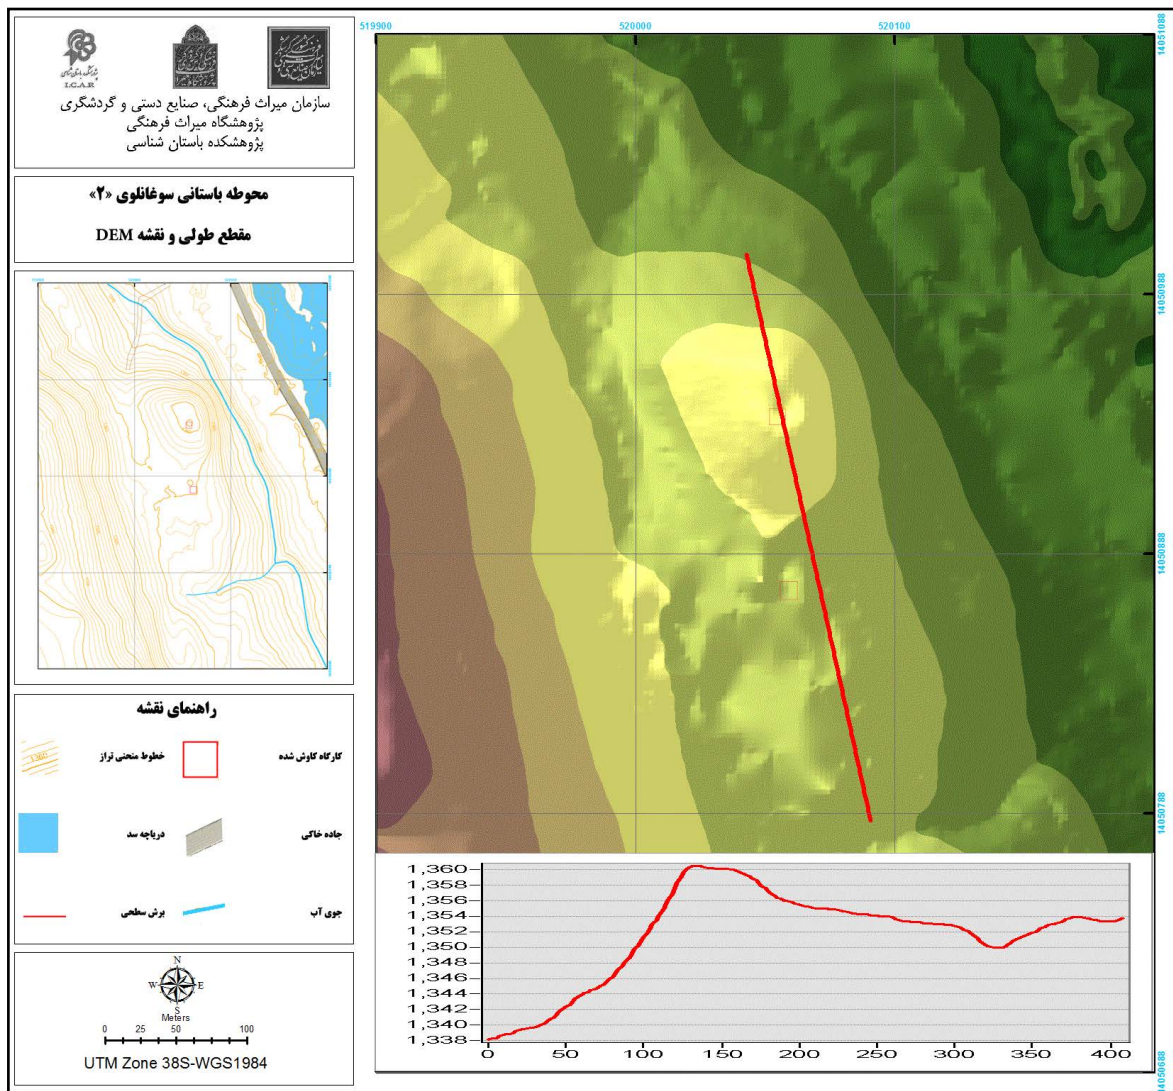 I.C.A.R
سازمان میراث فرهنگی، صنایع دستی و گردشگری
پژوهشگاه میراث فرهنگی
پژوهشکده باستان شناسی
محوطه باستانی سوغانلوی «۲»
مقطع طولی و نقشه DEM
راهنمای نقشه
کارگاه کاوش شده
خطوط منحنی تراز
1360
جاده خاکی
دریاچه سد
جوی آب
برش سطحی
N
W E
S
Meters
0 25 50 100
UTM Zone 38S-WGS1984
519900 520000 520100
14051088
14050988
14050888
14050788
14050688
1,360
1,358
1,356
1,354
1,352
1,350
1,348
1,346
1,344
1,342
1,340
1,338
0 50 100 150 200 250 300 350 400